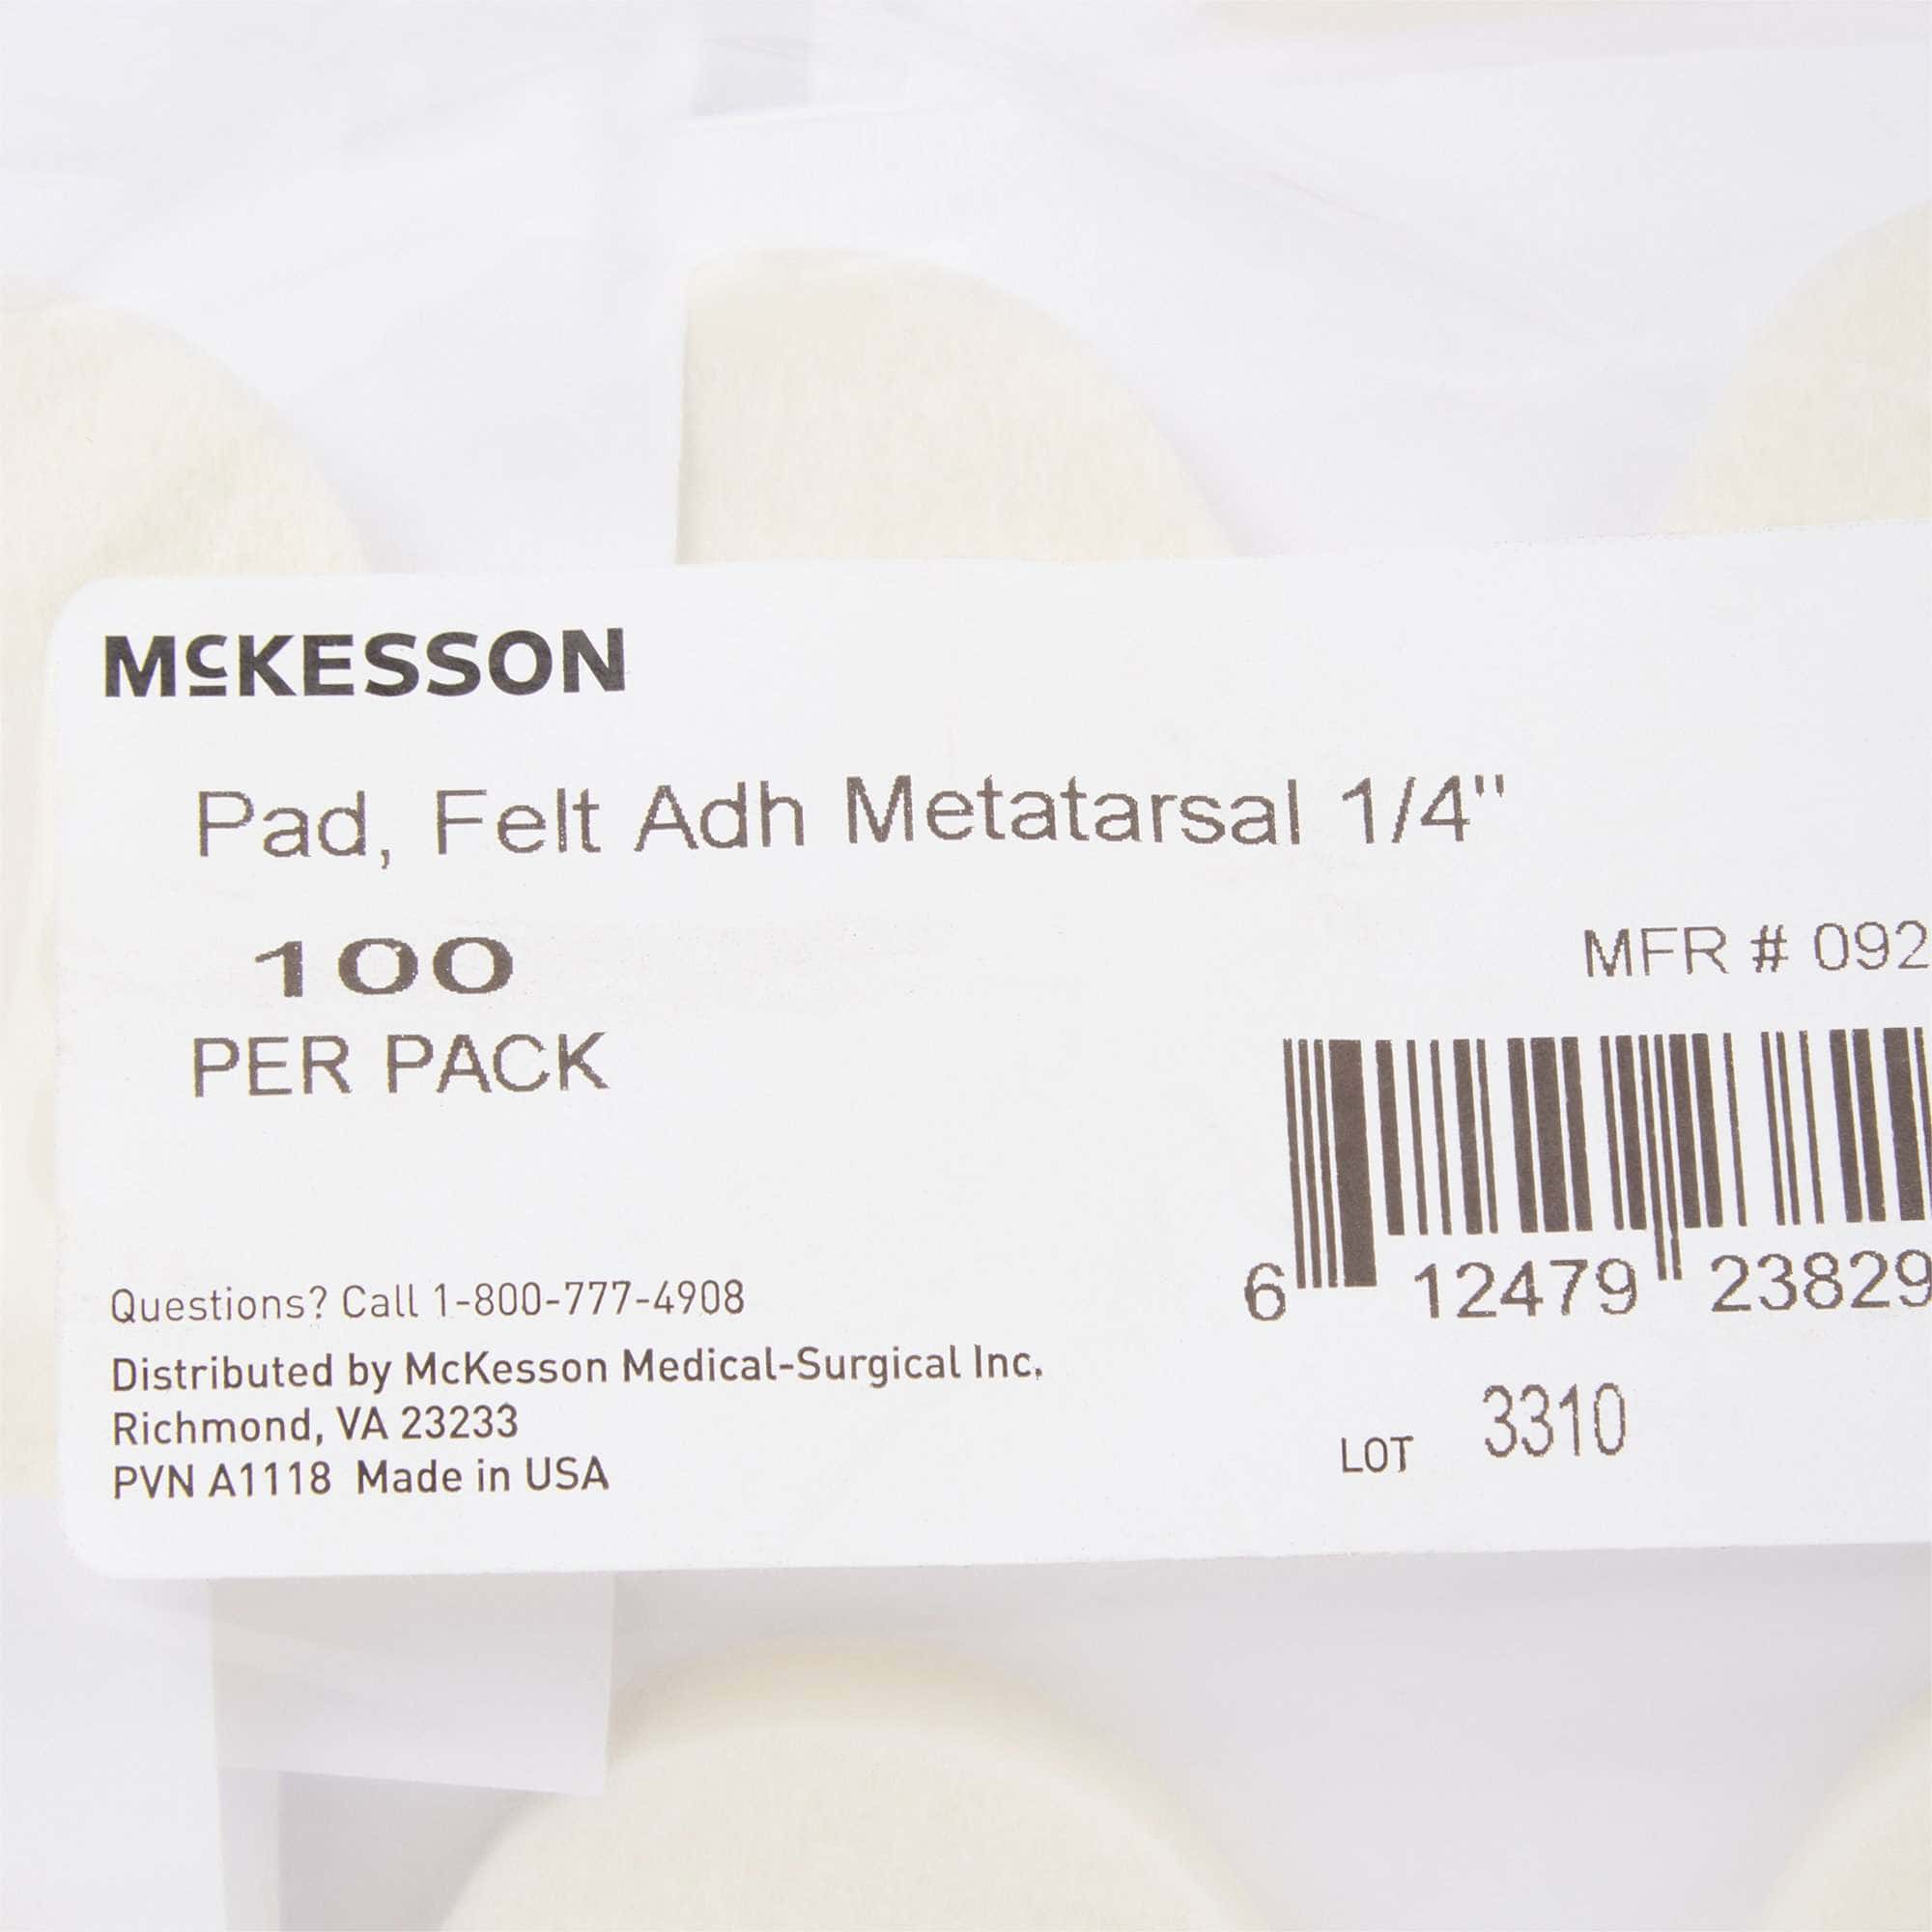 McKESSON
Pad, Felt Adh Metatarsal 1/4"
100
PER PACK
MFR # 092
6 12479 23829
Questions? Call 1-800-777-4908
Distributed by McKesson Medical-Surgical Inc.
Richmond, VA 23233
PVN A1118 Made in USA
LOT 3310